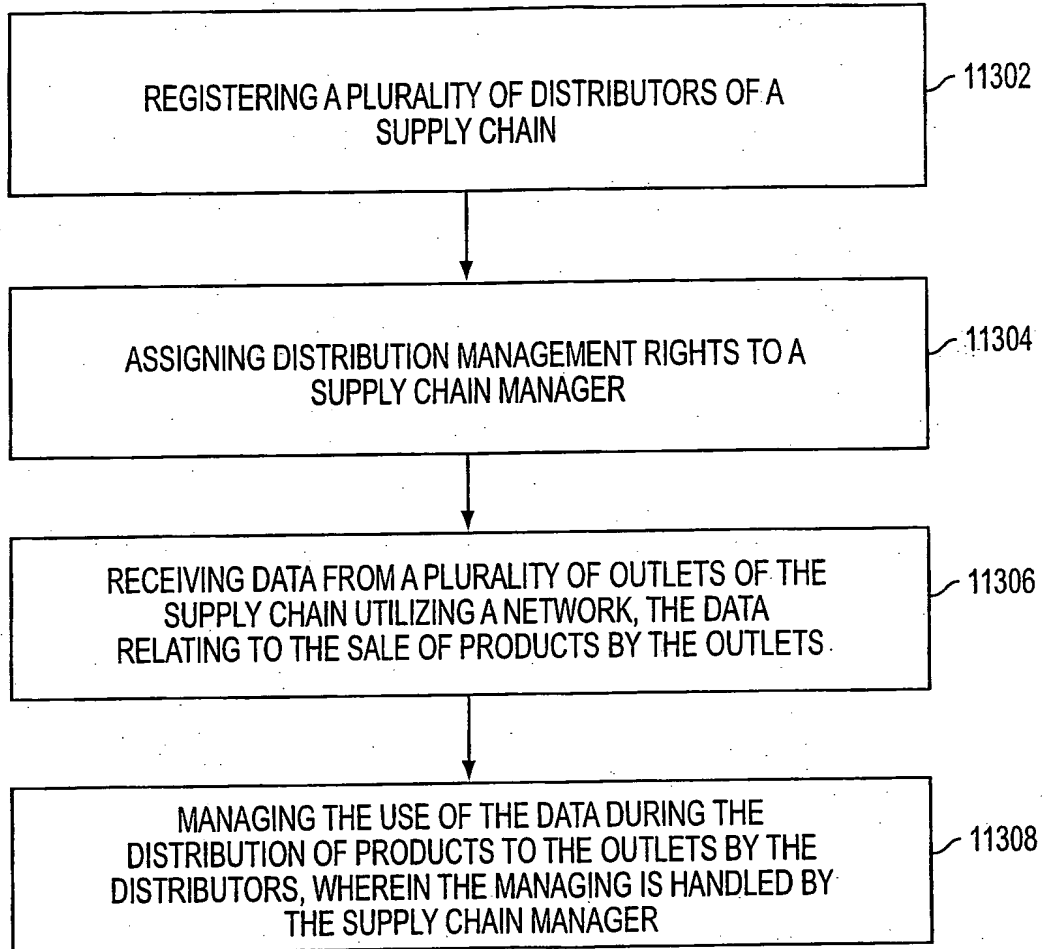 REGISTERING A PLURALITY OF DISTRIBUTORS OF A
SUPPLY CHAIN
11302
ASSIGNING DISTRIBUTION MANAGEMENT RIGHTS TO A
SUPPLY CHAIN MANAGER
11304
RECEIVING DATA FROM A PLURALITY OF OUTLETS OF THE
SUPPLY CHAIN UTILIZING A NETWORK, THE DATA
RELATING TO THE SALE OF PRODUCTS BY THE OUTLETS
11306
MANAGING THE USE OF THE DATA DURING THE
DISTRIBUTION OF PRODUCTS TO THE OUTLETS BY THE
DISTRIBUTORS, WHEREIN THE MANAGING IS HANDLED BY
THE SUPPLY CHAIN MANAGER
11308